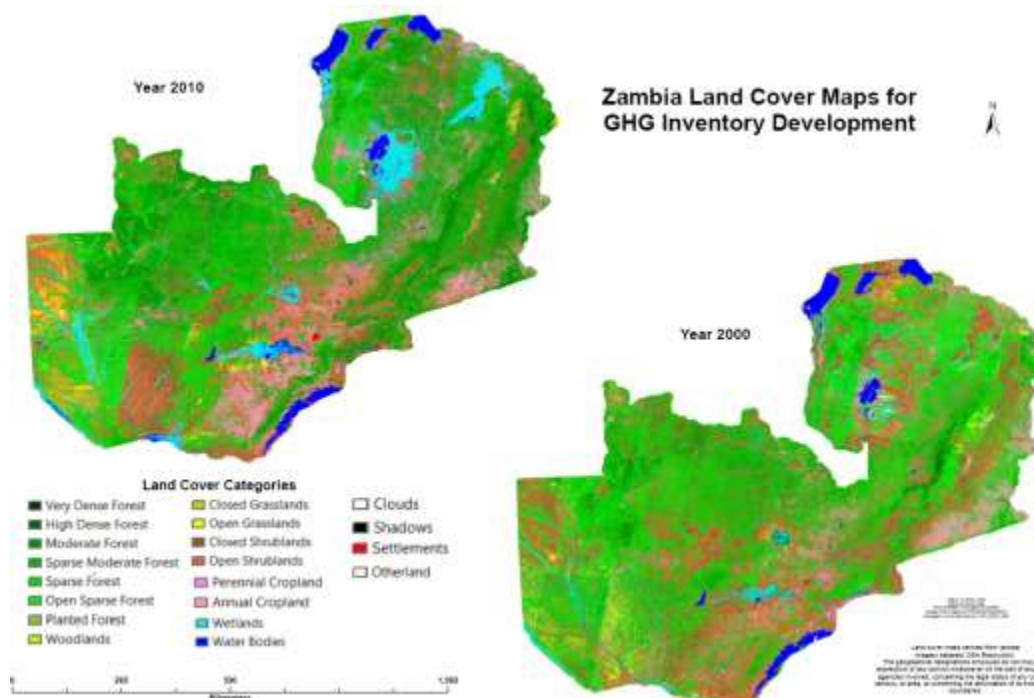 Year 2010
Zambia Land Cover Maps for
GHG Inventory Development
N
Year 2000
Land Cover Categories
Very Dense Forest
High Dense Forest
Moderate Forest
Sparse Moderate Forest
Sparse Forest
Open Sparse Forest
Planted Forest
Woodlands
Closed Grasslands
Open Grasslands
Closed Shrublands
Open Shrublands
Perennial Cropland
Annual Cropland
Wetlands
Water Bodies
Clouds
Shadows
Settlements
Otherland
0 250 500 1,000
Kilometers